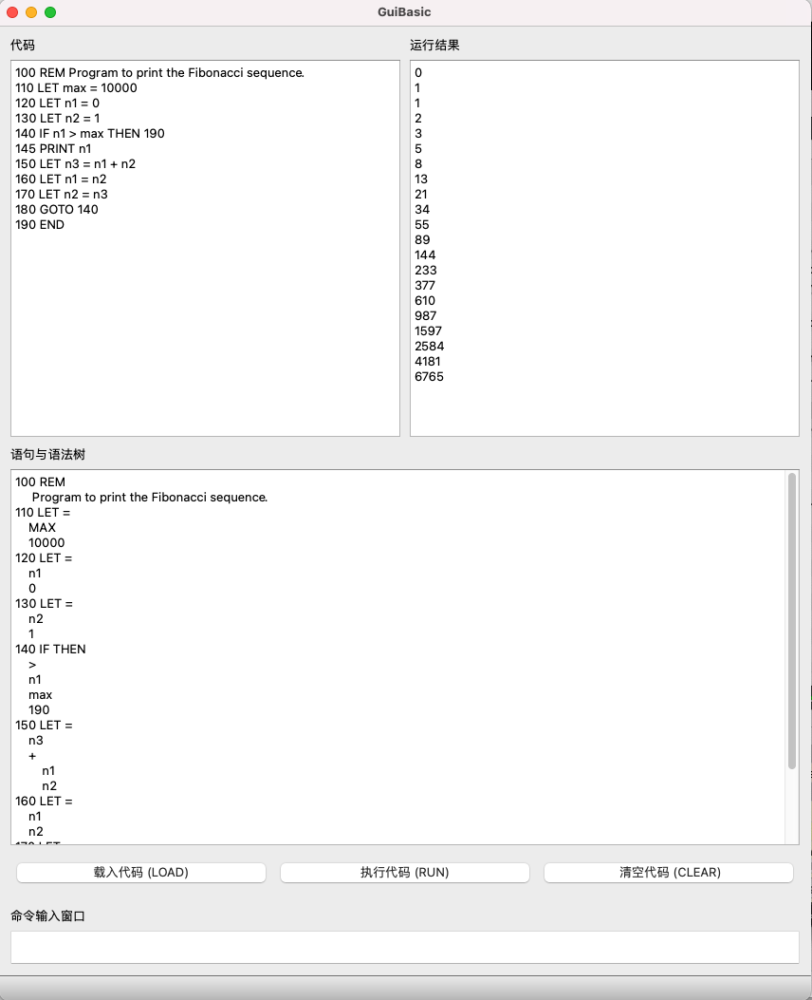 GuiBasic
代码
100 REM Program to print the Fibonacci sequence.
110 LET max = 10000
120 LET n1 = 0
130 LET n2 = 1
140 IF n1 > max THEN 190
145 PRINT n1
150 LET n3 = n1 + n2
160 LET n1 = n2
170 LET n2 = n3
180 GOTO 140
190 END
运行结果
0
1
1
2
3
5
8
13
21
34
55
89
144
233
377
610
987
1597
2584
4181
6765
语句与语法树
100 REM
Program to print the Fibonacci sequence.
110 LET =
MAX
10000
120 LET =
n1
0
130 LET =
n2
1
140 IF THEN
>
n1
max
190
150 LET =
n3
+
n1
n2
160 LET =
n1
n2
载入代码 (LOAD)
执行代码 (RUN)
清空代码 (CLEAR)
命令输入窗口